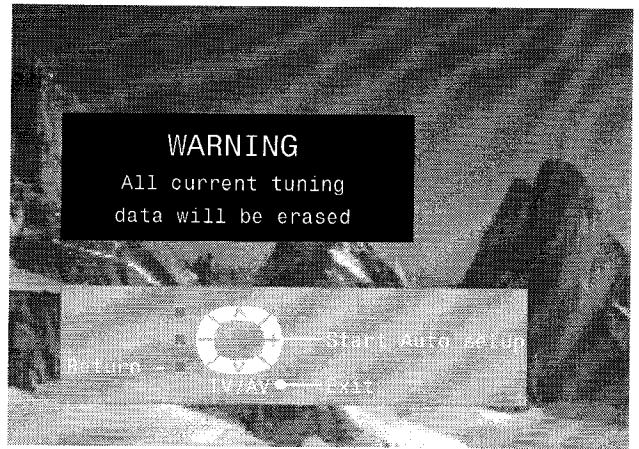 WARNING
All current tuning
data will be erased
Start Auto setup
Return
TV/AV Exit